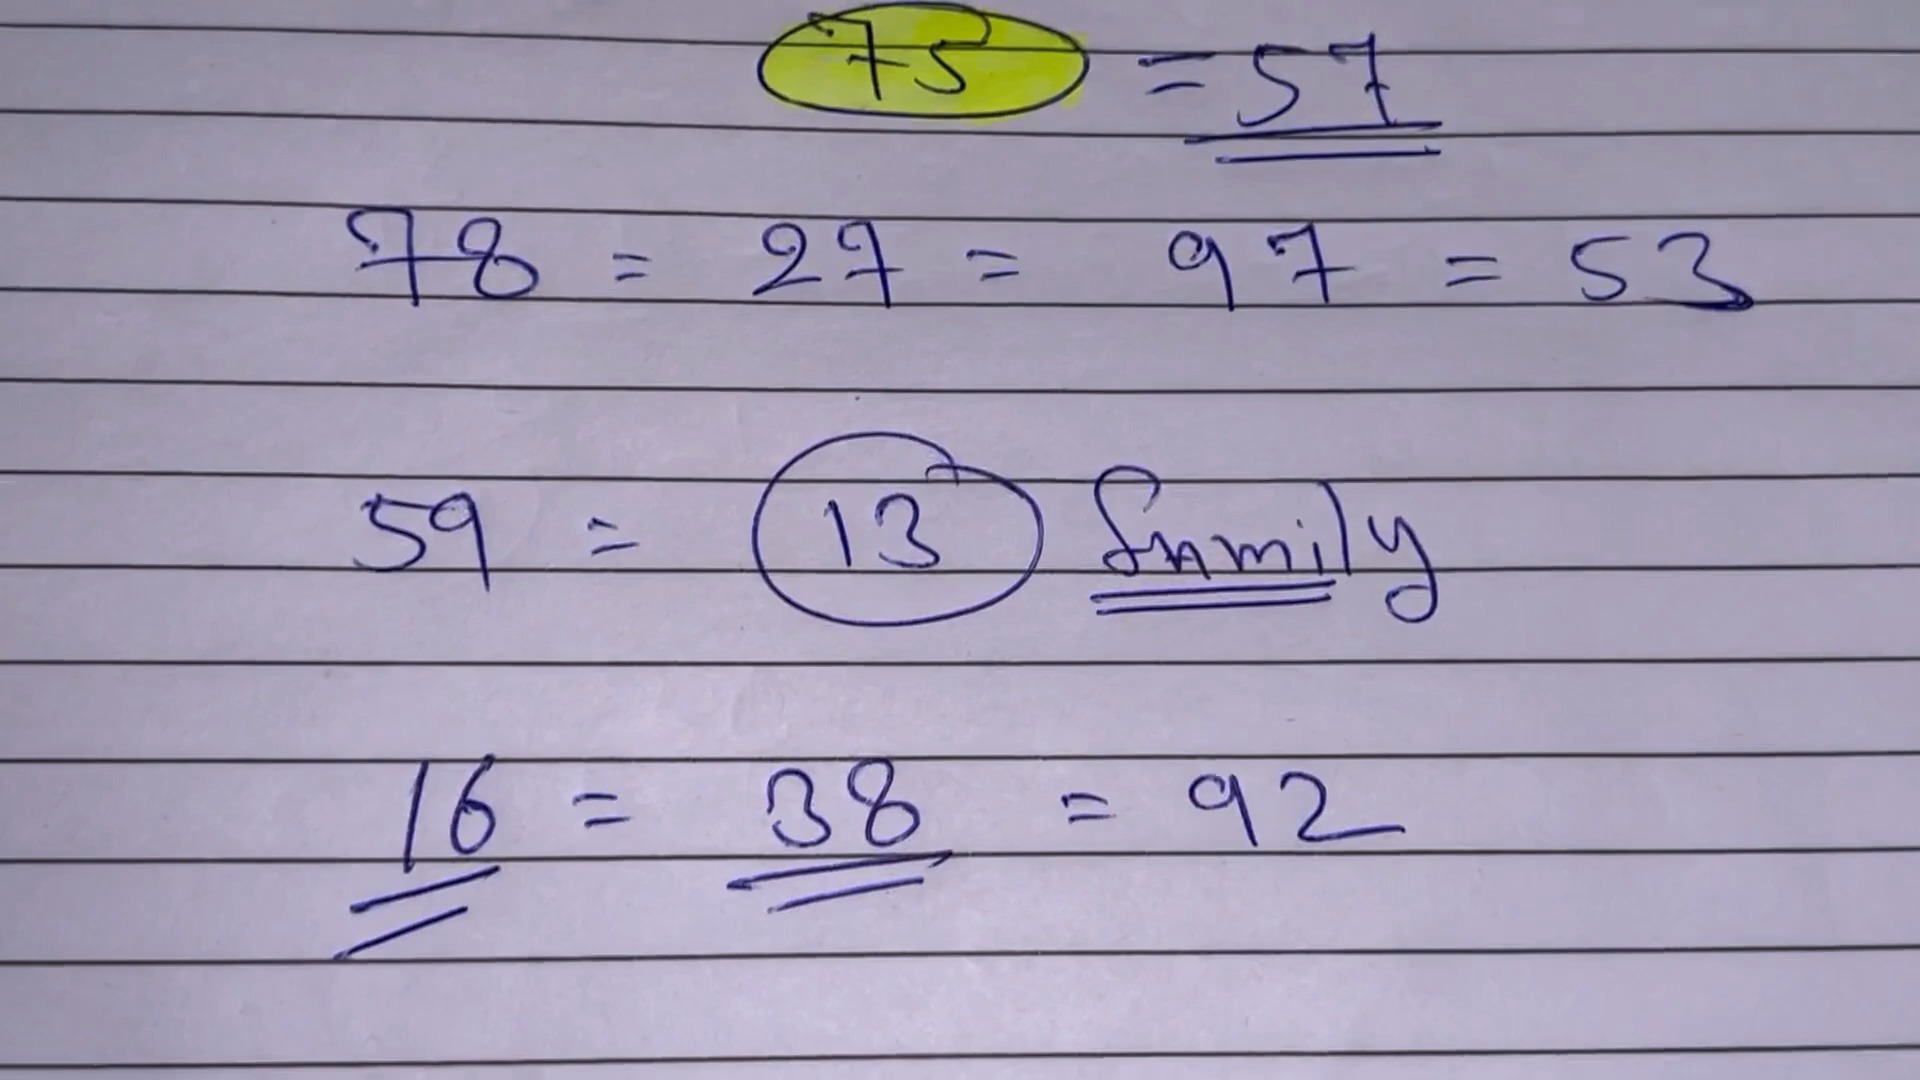 75 = 57
78 = 27 = 97 = 53
59 = 13 family
16 = 38 = 92